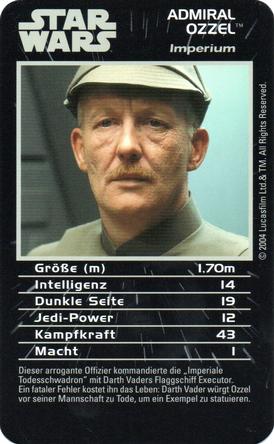 STAR
WARS
ADMIRAL
OZZEL™
Imperium
© 2004 Lucasfilm Ltd. & TM. All Rights Reserved.
Größe (m) 1.70m
Intelligenz 14
Dunkle Seite 19
Jedi-Power 12
Kampfkraft 43
Macht 1
Dieser arrogante Offizier kommandierte die „Imperiale
Todesschwadron" mit Darth Vaders Flaggschiff Executor.
Ein fataler Fehler kostet ihn das Leben: Darth Vader würgt Ozzel
vor seiner Mannschaft zu Tode, um ein Exempel zu statuieren.